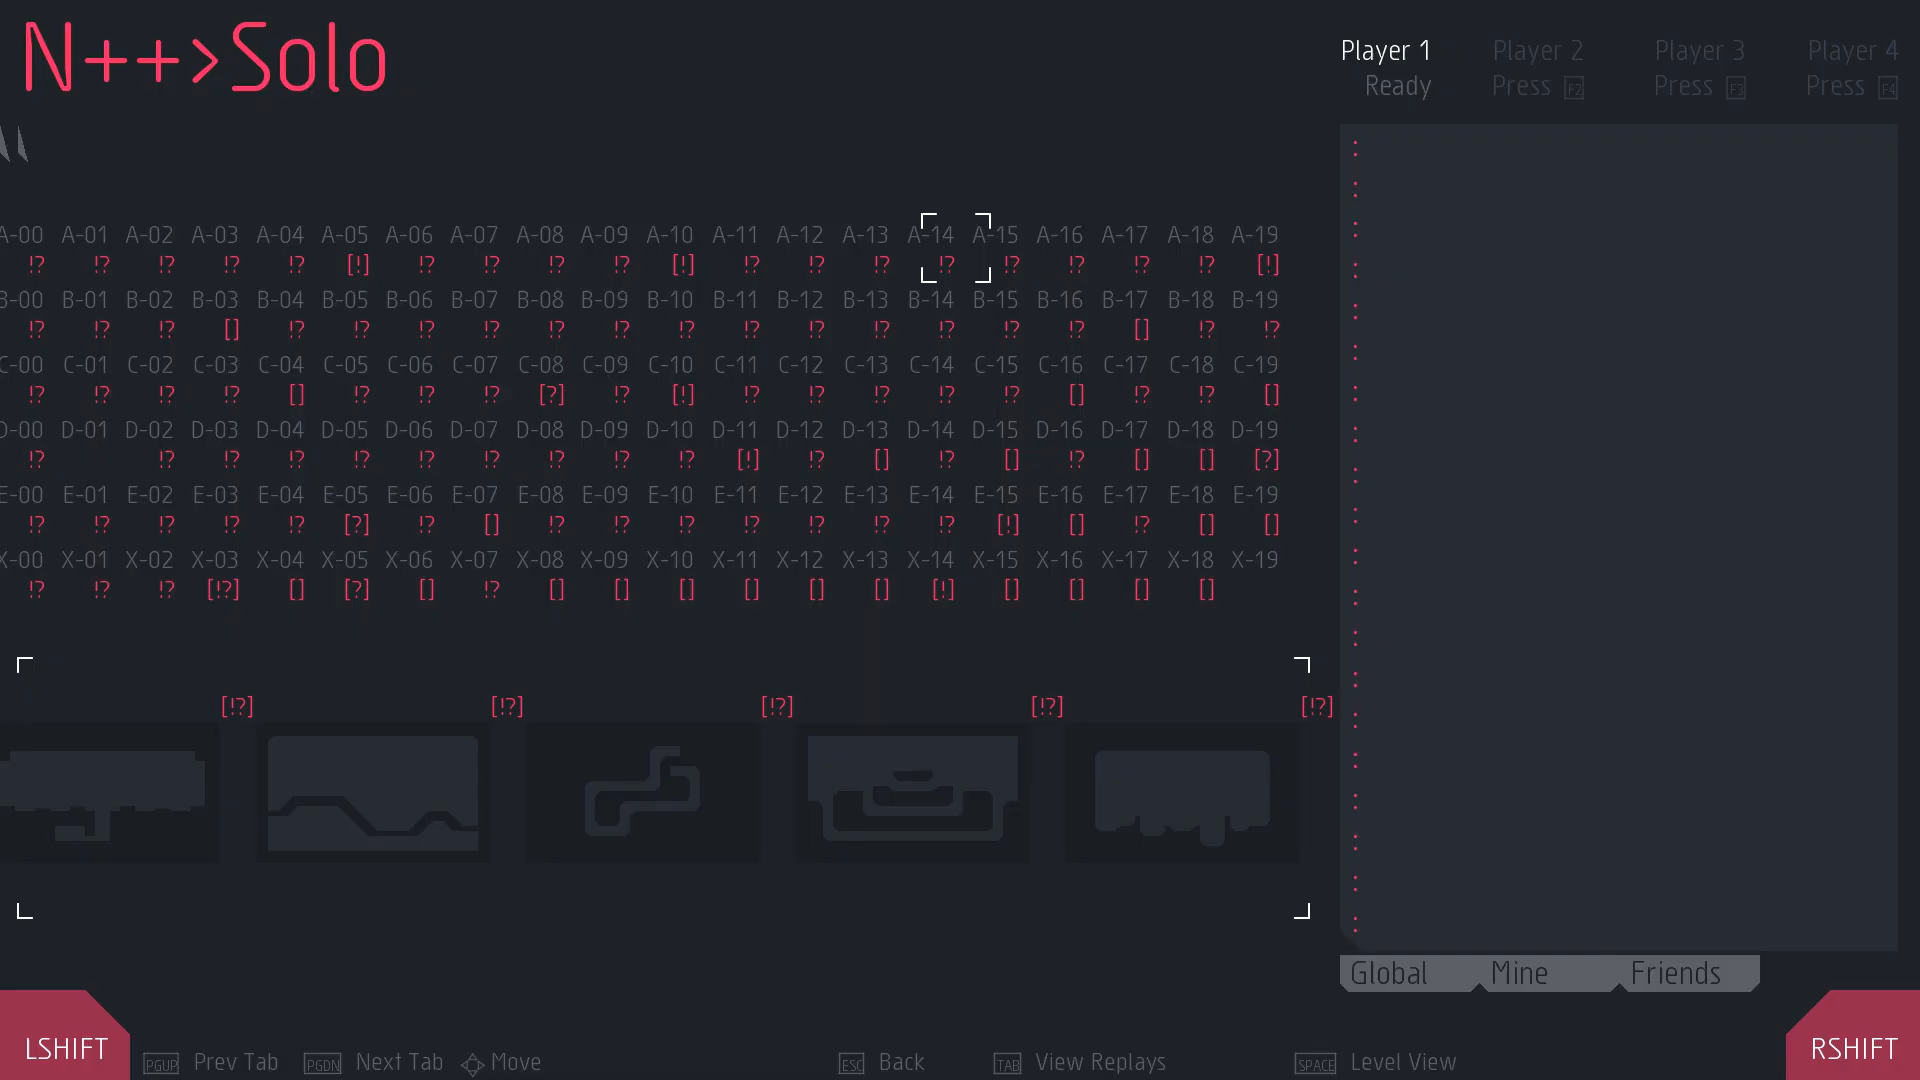 N++>Solo
Player 1 Player 2 Player 3 Player 4
Ready Press F2 Press F3 Press F4
A-00 A-01 A-02 A-03 A-04 A-05 A-06 A-07 A-08 A-09 A-10 A-11 A-12 A-13 A-14 A-15 A-16 A-17 A-18 A-19
!? !? !? !? !? [!] !? !? !? !? [!] !? !? !? !? !? !? !? !? [!]
B-00 B-01 B-02 B-03 B-04 B-05 B-06 B-07 B-08 B-09 B-10 B-11 B-12 B-13 B-14 B-15 B-16 B-17 B-18 B-19
!? !? !? [] !? !? !? !? !? !? !? !? !? !? !? !? !? [] !? !?
C-00 C-01 C-02 C-03 C-04 C-05 C-06 C-07 C-08 C-09 C-10 C-11 C-12 C-13 C-14 C-15 C-16 C-17 C-18 C-19
!? !? !? !? [] !? !? !? [?] !? [!] !? !? !? !? !? [] !? !? []
D-00 D-01 D-02 D-03 D-04 D-05 D-06 D-07 D-08 D-09 D-10 D-11 D-12 D-13 D-14 D-15 D-16 D-17 D-18 D-19
!? !? !? !? !? !? !? !? !? !? [!] !? [] !? [] !? [] [] [?]
E-00 E-01 E-02 E-03 E-04 E-05 E-06 E-07 E-08 E-09 E-10 E-11 E-12 E-13 E-14 E-15 E-16 E-17 E-18 E-19
!? !? !? !? !? [?] !? [] !? !? !? !? !? !? !? [!] [] !? [] []
X-00 X-01 X-02 X-03 X-04 X-05 X-06 X-07 X-08 X-09 X-10 X-11 X-12 X-13 X-14 X-15 X-16 X-17 X-18 X-19
!? !? !? [!?] [] [?] [] !? [] [] [] [] [] [] [!] [] [] [] []
[!?] [!?] [!?] [!?] [!?]
Global Mine Friends
LSHIFT PGUP Prev Tab PGDN Next Tab Move ESC Back TAB View Replays SPACE Level View RSHIFT